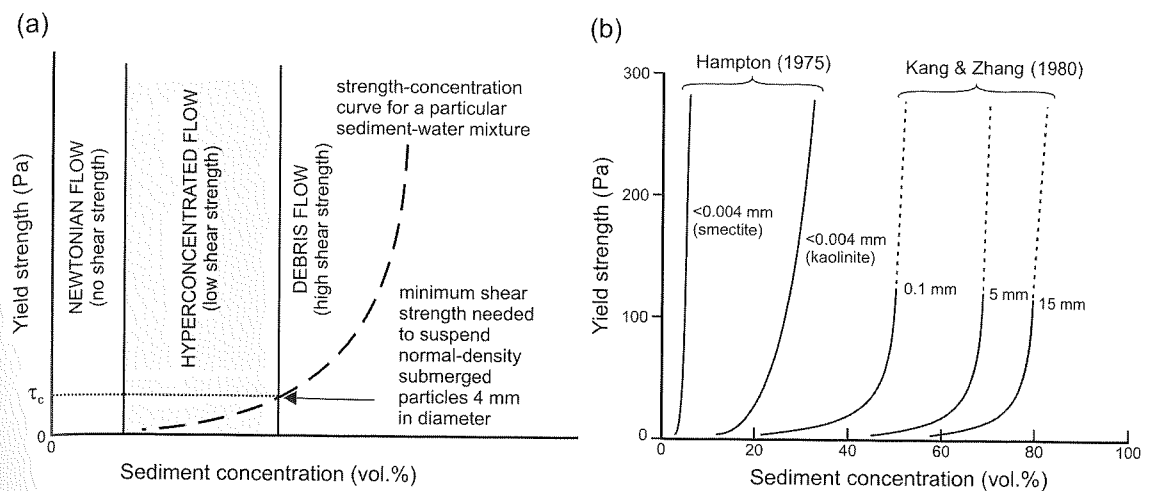 (a)
Yield strength (Pa)
NEWTONIAN FLOW
(no shear strength)
HYPERCONCENTRATED FLOW
(low shear strength)
DEBRIS FLOW
(high shear strength)
strength-concentration
curve for a particular
sediment-water mixture
minimum shear
strength needed
to suspend
normal-density
submerged
particles 4 mm
in diameter
τc
0
0
Sediment concentration (vol.%)
(b)
Hampton (1975)
Kang & Zhang (1980)
Yield strength (Pa)
300
200
100
0
<0.004 mm
(smectite)
<0.004 mm
(kaolinite)
0.1 mm
5 mm
15 mm
0
20
40
60
80
100
Sediment concentration (vol.%)